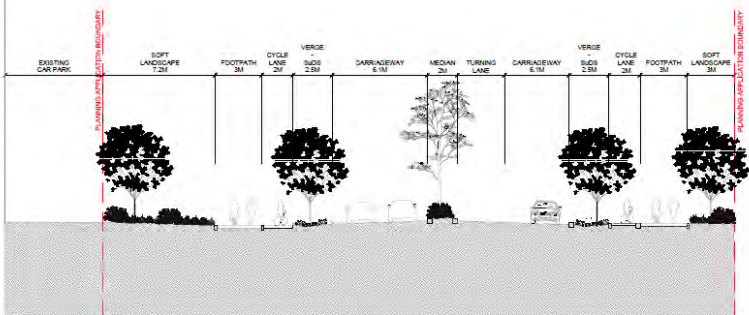 EXISTING
CAR PARK
PLANNING APPLICATION BOUNDARY
SOFT
LANDSCAPE
7.2M
FOOTPATH
3M
CYCLE
LANE
2M
VERGE
-
SuDS
2.5M
CARRIAGEWAY
6.1M
MEDIAN
2M
TURNING
LANE
CARRIAGEWAY
6.1M
VERGE
-
SuDS
2.5M
CYCLE
LANE
2M
FOOTPATH
3M
SOFT
LANDSCAPE
3M
PLANNING APPLICATION BOUNDARY